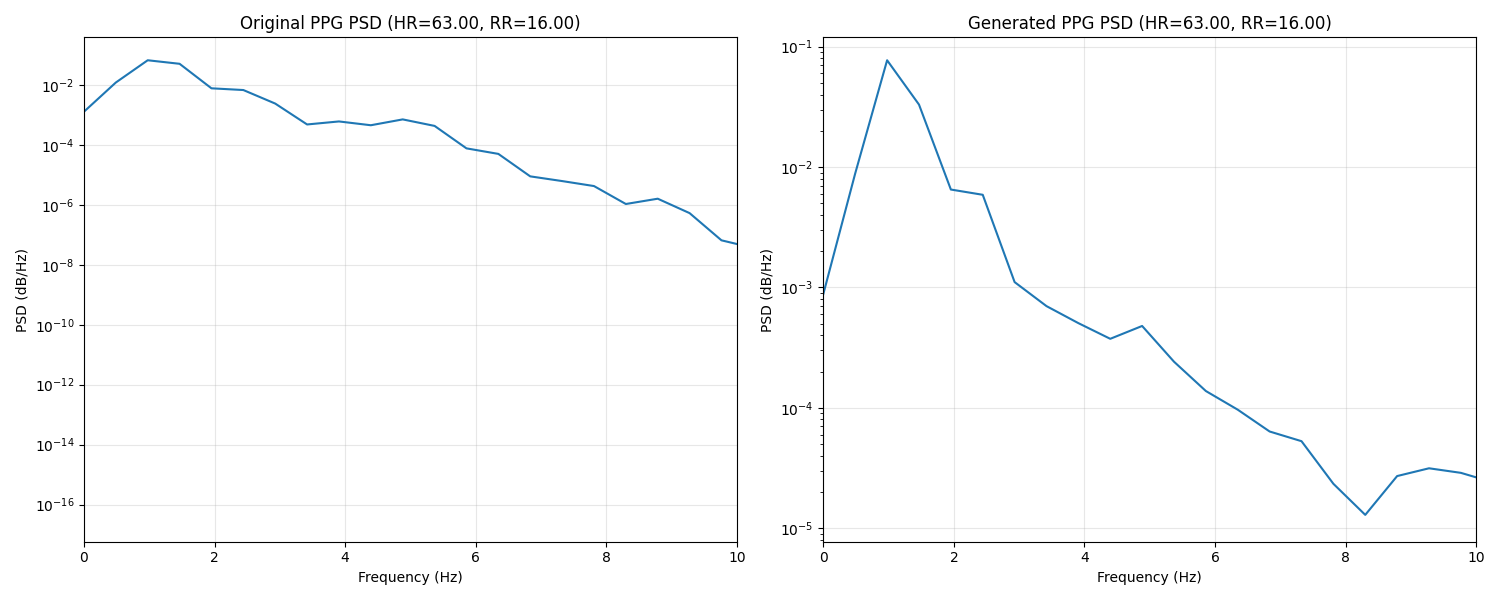 Original PPG PSD (HR=63.00, RR=16.00)
PSD (dB/Hz)
10⁻²
10⁻⁴
10⁻⁶
10⁻⁸
10⁻¹⁰
10⁻¹²
10⁻¹⁴
10⁻¹⁶
0 2 4 6 8 10
Frequency (Hz)
Generated PPG PSD (HR=63.00, RR=16.00)
PSD (dB/Hz)
10⁻¹
10⁻²
10⁻³
10⁻⁴
10⁻⁵
0 2 4 6 8 10
Frequency (Hz)